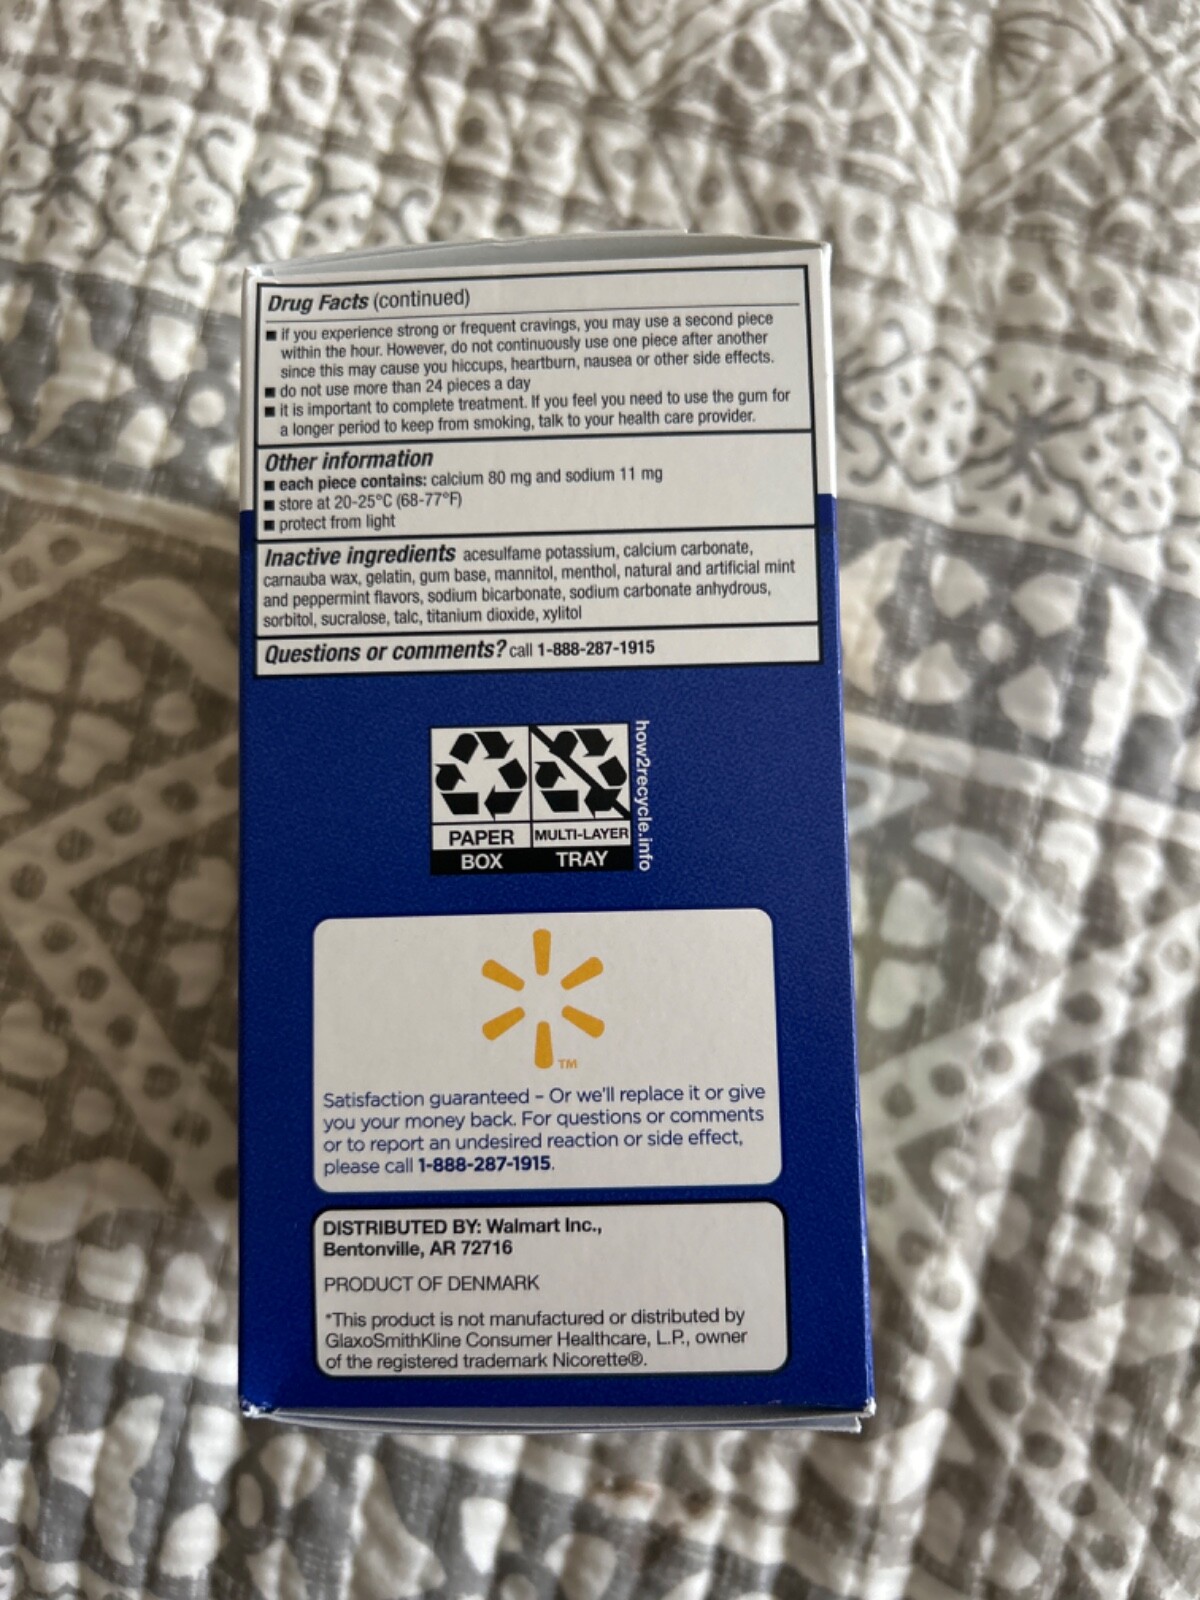 Drug Facts (continued)
■ if you experience strong or frequent cravings, you may use a second piece
within the hour. However, do not continuously use one piece after another
since this may cause you hiccups, heartburn, nausea or other side effects.
■ do not use more than 24 pieces a day
■ it is important to complete treatment. If you feel you need to use the gum for
a longer period to keep from smoking, talk to your health care provider.
Other information
■ each piece contains: calcium 80 mg and sodium 11 mg
■ store at 20-25°C (68-77°F)
■ protect from light
Inactive ingredients acesulfame potassium, calcium carbonate,
carnauba wax, gelatin, gum base, mannitol, menthol, natural and artificial mint
and peppermint flavors, sodium bicarbonate, sodium carbonate anhydrous,
sorbitol, sucralose, talc, titanium dioxide, xylitol
Questions or comments? call 1-888-287-1915
PAPER
BOX
MULTI-LAYER
TRAY
how2recycle.info
TM
Satisfaction guaranteed – Or we'll replace it or give
you your money back. For questions or comments
or to report an undesired reaction or side effect,
please call 1-888-287-1915.
DISTRIBUTED BY: Walmart Inc.,
Bentonville, AR 72716
PRODUCT OF DENMARK
*This product is not manufactured or distributed by
GlaxoSmithKline Consumer Healthcare, L.P., owner
of the registered trademark Nicorette®.